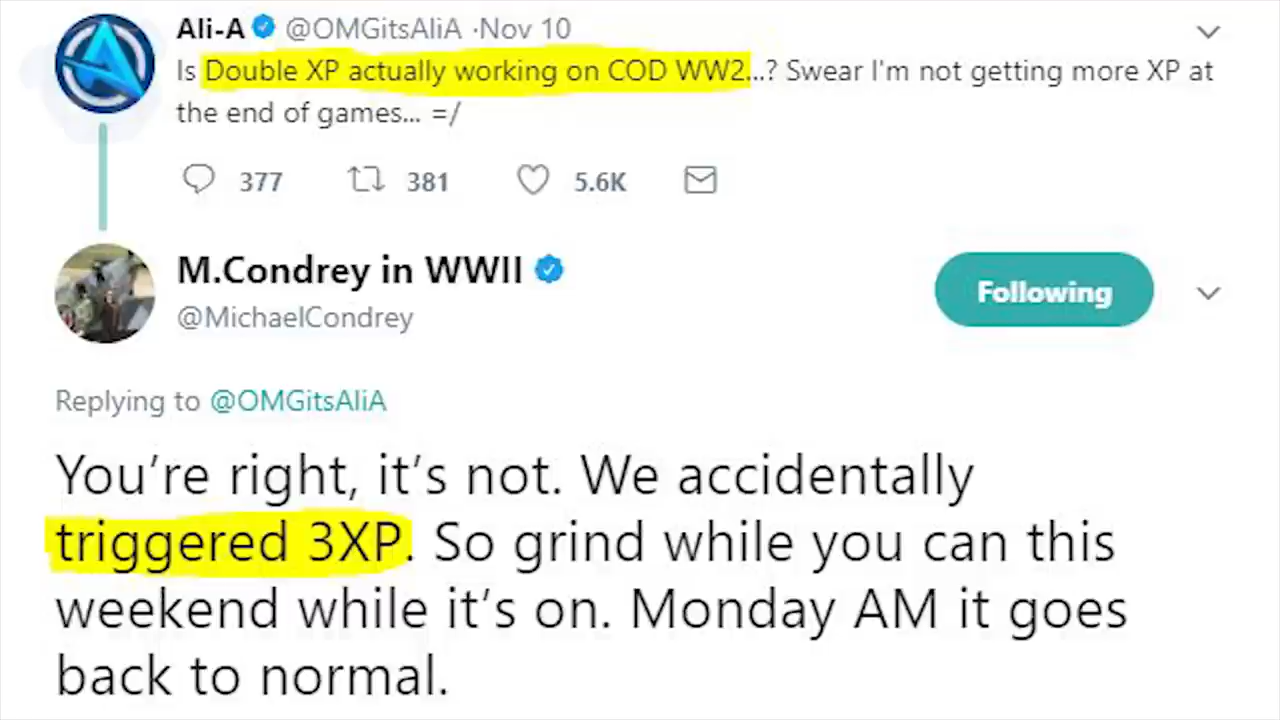 Ali-A @OMGitsAliA ·Nov 10
Is Double XP actually working on COD WW2...? Swear I'm not getting more XP at
the end of games... =/
377 381 5.6K
M.Condrey in WWII
@MichaelCondrey
Following
Replying to @OMGitsAliA
You’re right, it’s not. We accidentally
triggered 3XP. So grind while you can this
weekend while it’s on. Monday AM it goes
back to normal.